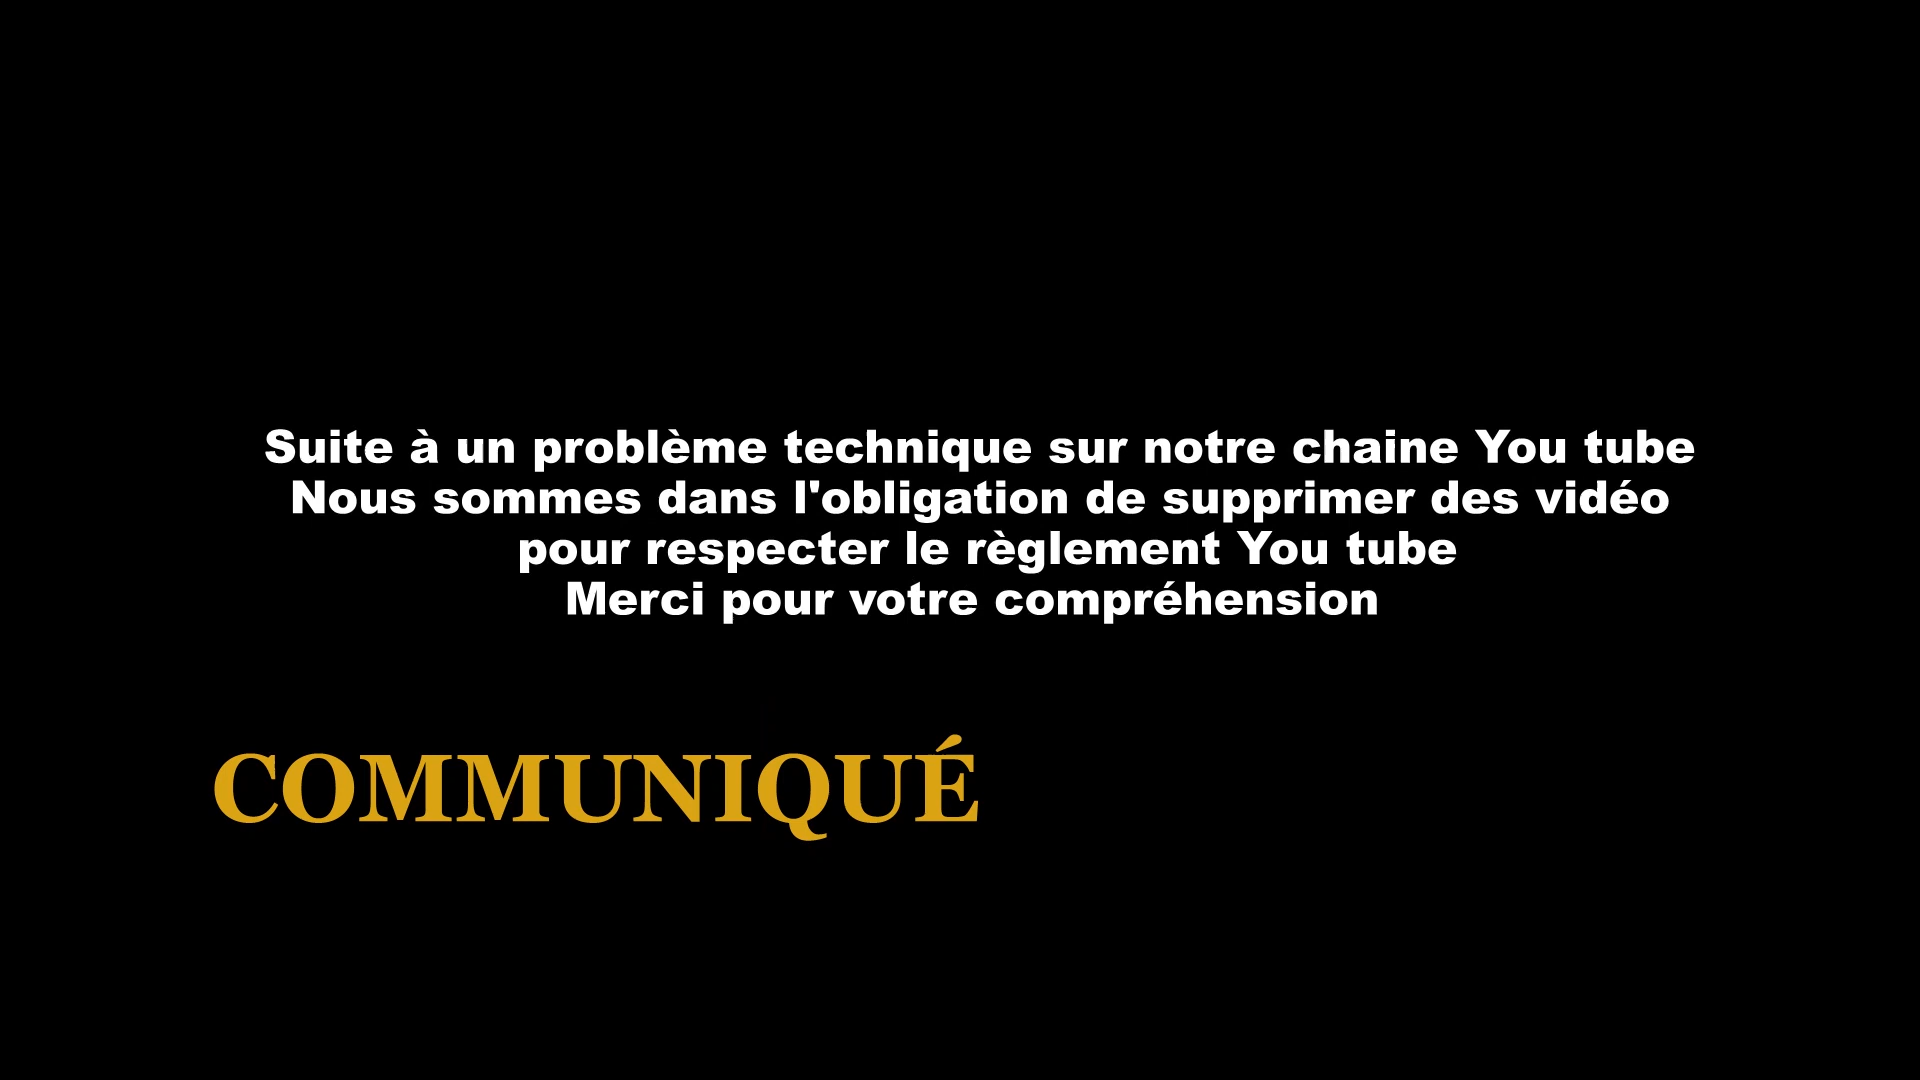 Suite à un problème technique sur notre chaine You tube
Nous sommes dans l'obligation de supprimer des vidéo
pour respecter le règlement You tube
Merci pour votre compréhension
COMMUNIQUÉ